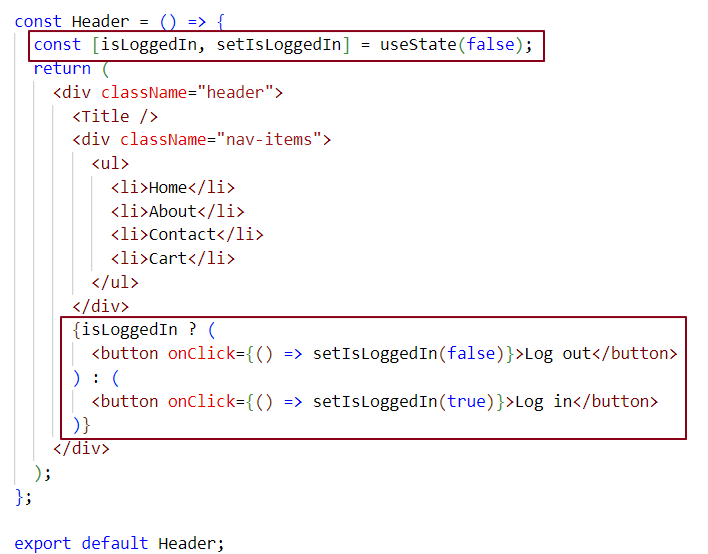 const Header = () => {
  const [isLoggedIn, setIsLoggedIn] = useState(false);
  return (
    <div className="header">
      <Title />
      <div className="nav-items">
        <ul>
          <li>Home</li>
          <li>About</li>
          <li>Contact</li>
          <li>Cart</li>
        </ul>
      </div>
      {isLoggedIn ? (
        <button onClick={() => setIsLoggedIn(false)}>Log out</button>
      ) : (
        <button onClick={() => setIsLoggedIn(true)}>Log in</button>
      )}
    </div>
  );
};

export default Header;